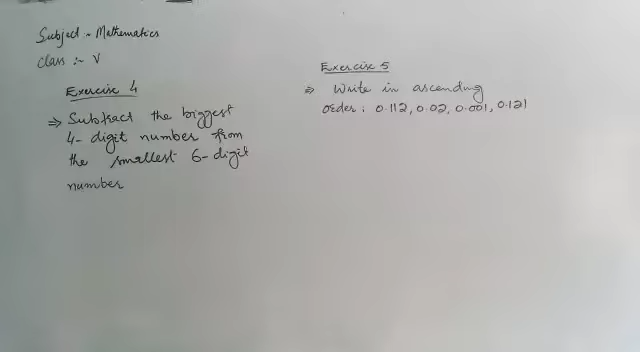 Subject :- Mathematics
Class :- V
Exercise 4
⇒ Subtract the biggest
4-digit number from
the smallest 6-digit
number
Exercise 5
⇒ Write in ascending
order: 0.112, 0.02, 0.001, 0.121